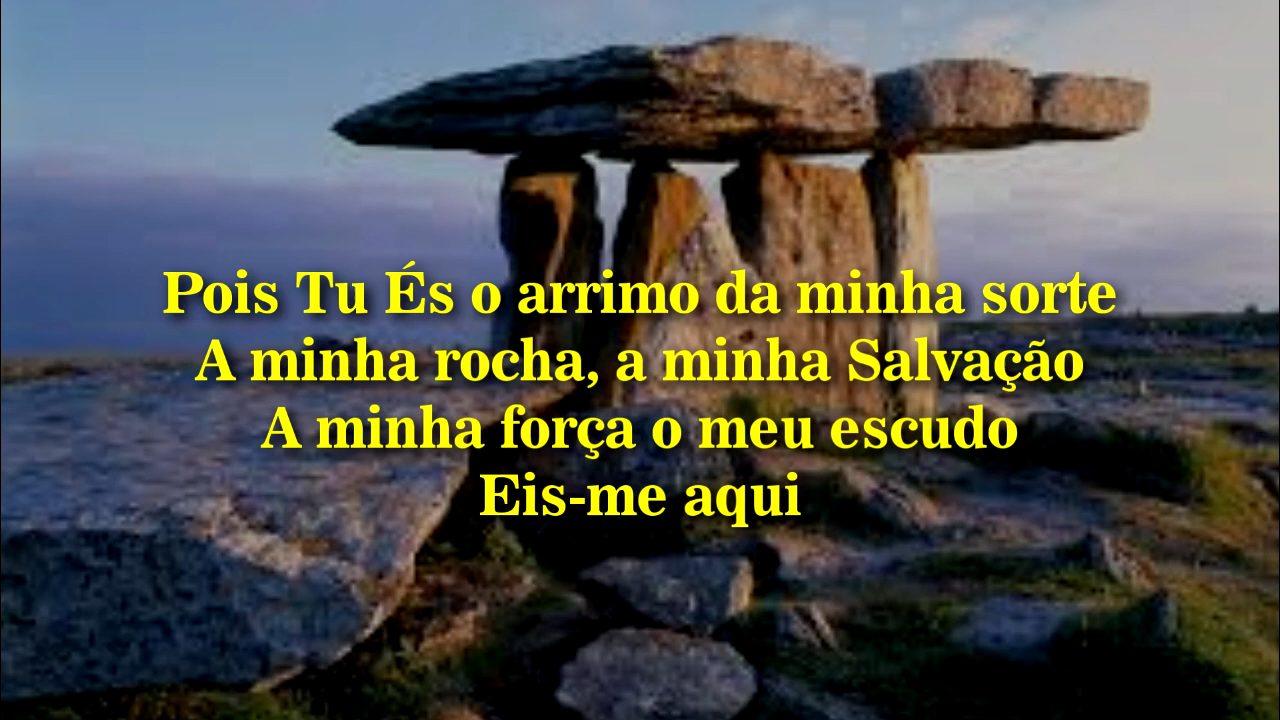 Pois Tu És o arrimo da minha sorte
A minha rocha, a minha Salvação
A minha força o meu escudo
Eis-me aqui